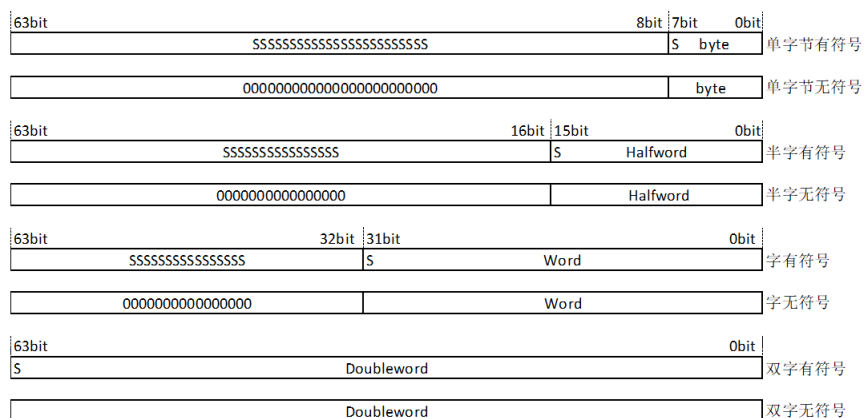 63bit 8bit 7bit 0bit
SSSSSSSSSSSSSSSSSSSSSSSS S byte 单字节有符号
000000000000000000000000 byte 单字节无符号
63bit 16bit 15bit 0bit
SSSSSSSSSSSSSSSS S Halfword 半字有符号
0000000000000000 Halfword 半字无符号
63bit 32bit 31bit 0bit
SSSSSSSSSSSSSSSS S Word 字有符号
0000000000000000 Word 字无符号
63bit 0bit
S Doubleword 双字有符号
Doubleword 双字无符号